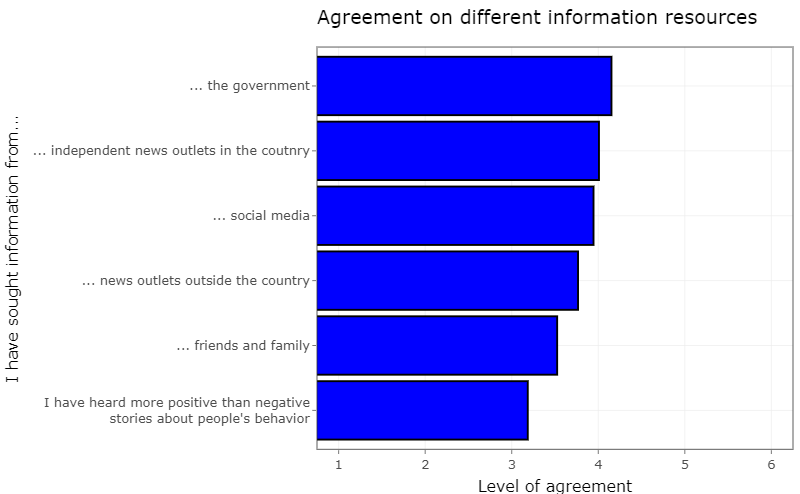 Agreement on different information resources
I have sought information from...
... the government
... independent news outlets in the coutnry
... social media
... news outlets outside the country
... friends and family
I have heard more positive than negative
stories about people's behavior
1 2 3 4 5 6
Level of agreement